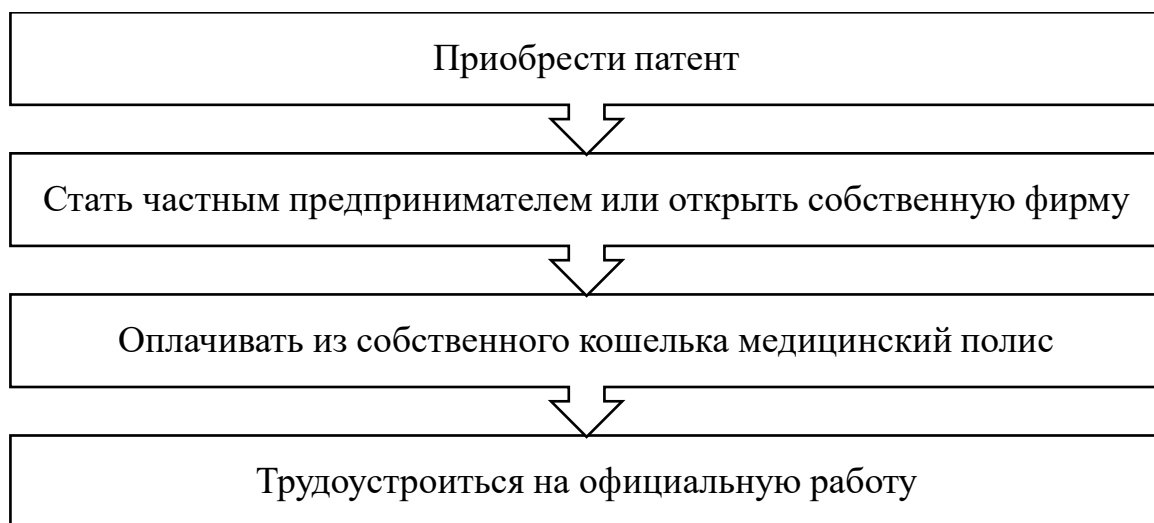 Приобрести патент
Стать частным предпринимателем или открыть собственную фирму
Оплачивать из собственного кошелька медицинский полис
Трудоустроиться на официальную работу